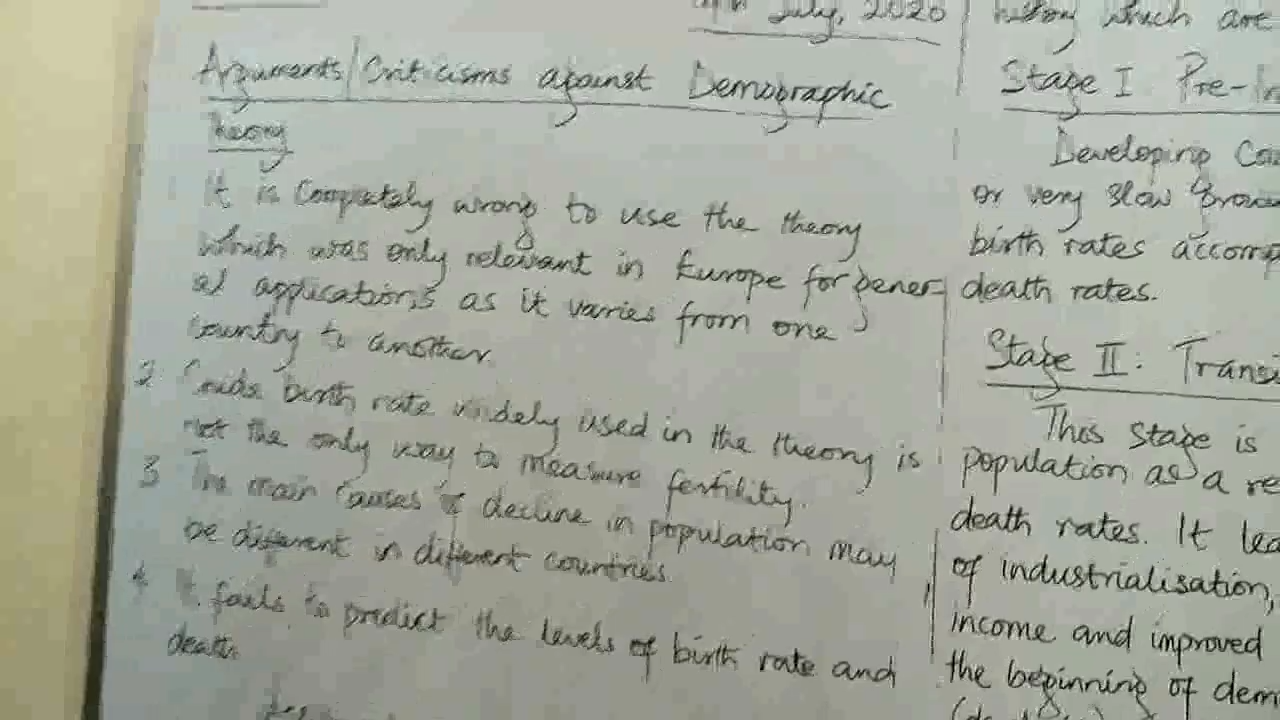 July, 2020
Arguments/Criticisms against Demographic
Theory
It is Completely wrong to use the theory
which was only relevant in Europe for gener-
al applications as it varies from one
Country to another.
2 Crude birth rate widely used in the theory is
not the only way to measure fertility.
3 The main Causes of decline in population may
be different in different countries.
4 It fails to predict the levels of birth rate and
death
history which are
Stage I Pre-
Developing
or very slow
birth rates
death rates.
Stage II:
This stage is
population as a
death rates. It
of industrialisation,
income and improved
the beginning of